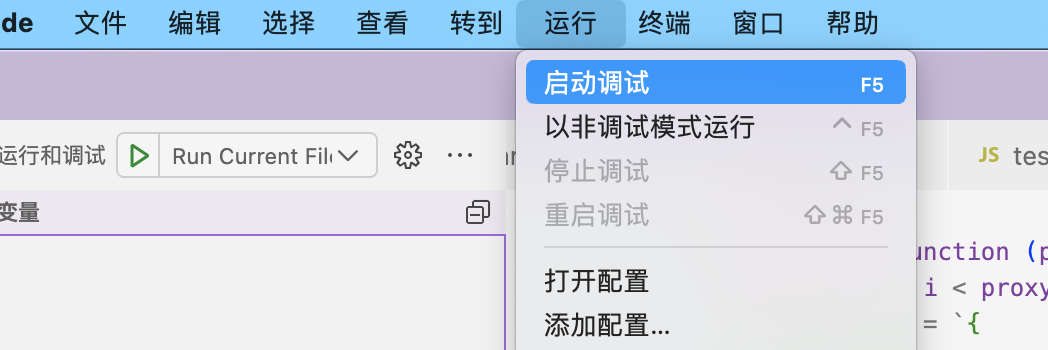 de 文件 编辑 选择 查看 转到 运行 终端 窗口 帮助
启动调试 F5
以非调试模式运行 ^ F5
停止调试 ⇧ F5
重启调试 ⇧ ⌘ F5
打开配置
添加配置...
运行和调试 Run Current File
变量
JS tes
unction (p
i < proxy
= `{